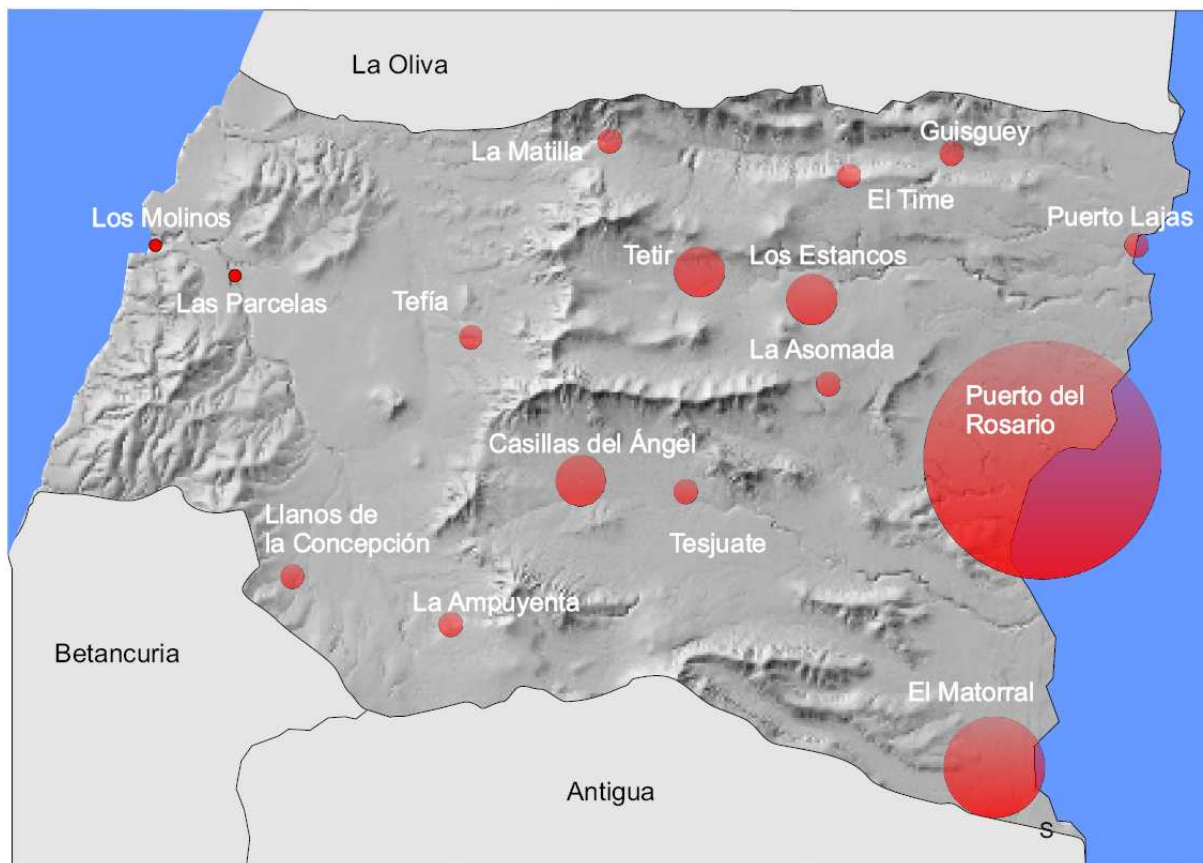 La Oliva
Guisguey
La Matilla
El Time
Los Molinos
Puerto Lajas
Tetir
Los Estancos
Las Parcelas
Tefía
La Asomada
Puerto del
Rosario
Casillas del Ángel
Llanos de
la Concepción
Tesjuate
La Ampuyenta
Betancuria
El Matorral
Antigua
S